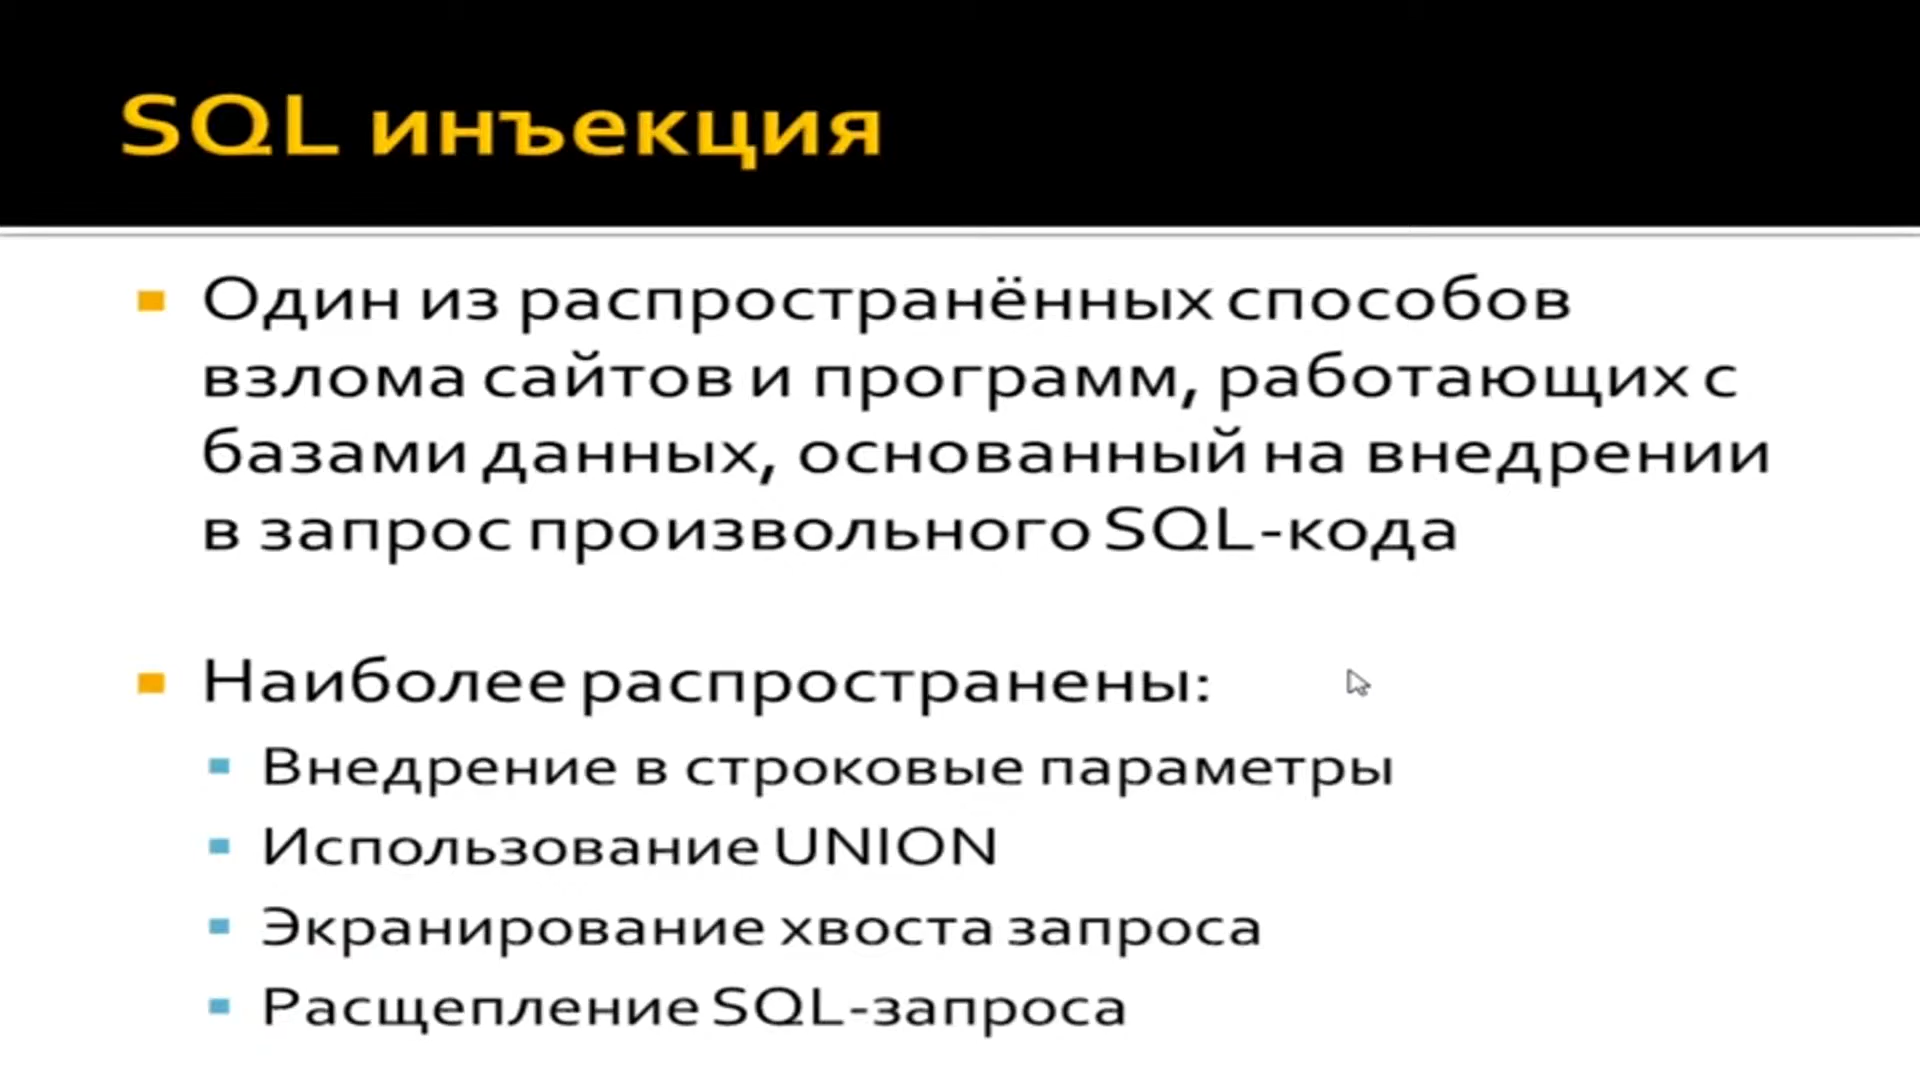 SQL инъекция
Один из распространённых способов
взлома сайтов и программ, работающих с
базами данных, основанный на внедрении
в запрос произвольного SQL-кода
Наиболее распространены:
Внедрение в строковые параметры
Использование UNION
Экранирование хвоста запроса
Расщепление SQL-запроса